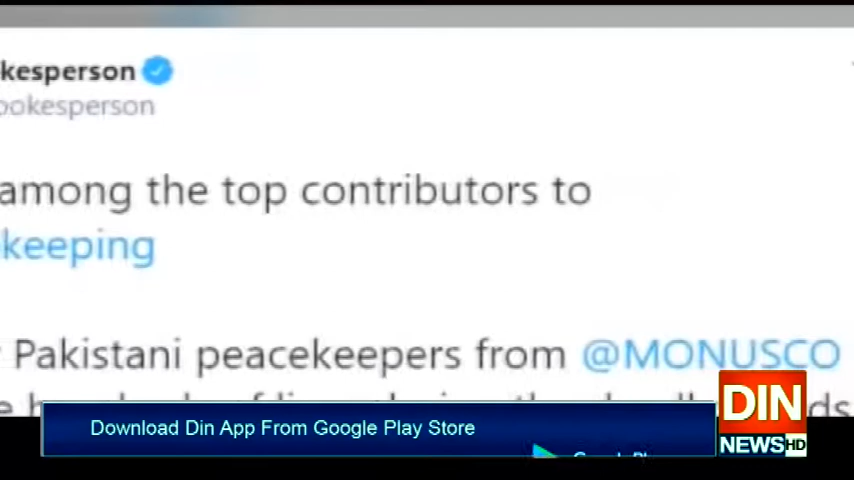 kesperson
ookesperson
among the top contributors to
keeping
Pakistani peacekeepers from @MONUSCO
Download Din App From Google Play Store
DIN
NEWS HD